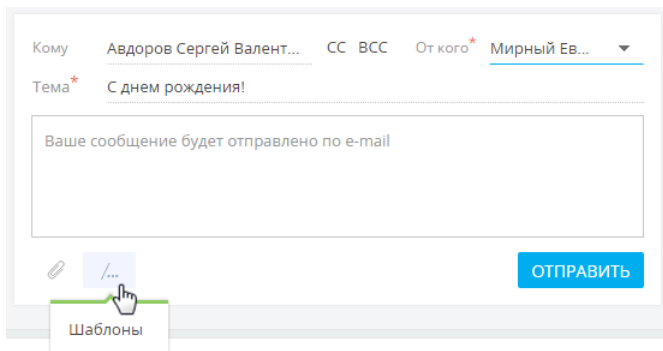 Кому Авдоров Сергей Валент... CC BCC От кого* Мирный Ев...
Тема* С днем рождения!
Ваше сообщение будет отправлено по e-mail
/... ОТПРАВИТЬ
Шаблоны